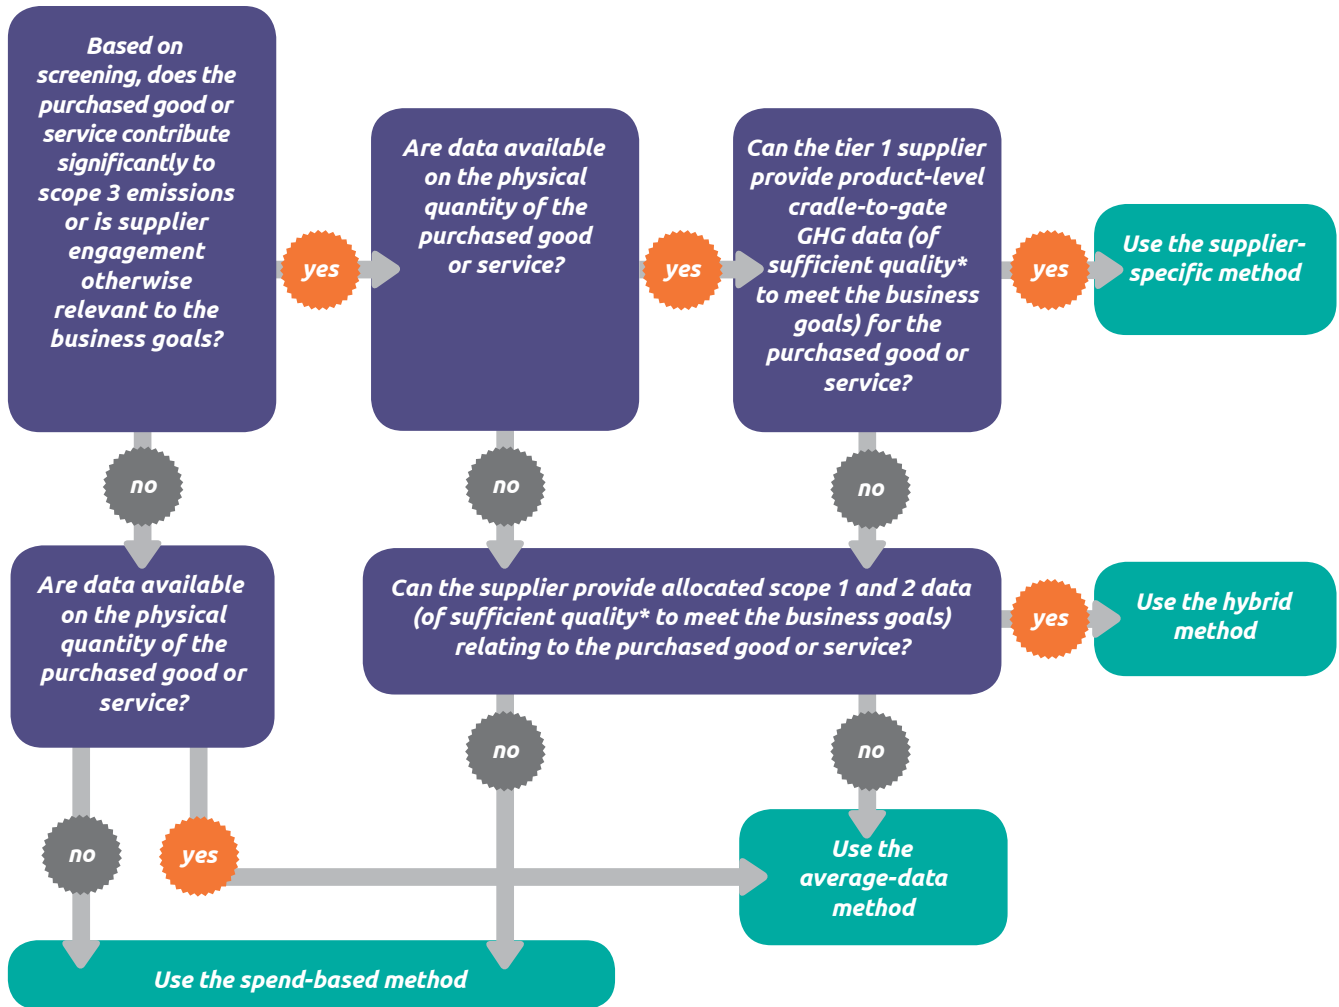 Based on
screening, does the
purchased good or
service contribute
significantly to
scope 3 emissions
or is supplier
engagement
otherwise
relevant to the
business goals?
yes
Are data available
on the physical
quantity of the
purchased good
or service?
yes
Can the tier 1 supplier
provide product-level
cradle-to-gate
GHG data (of
sufficient quality*
to meet the business
goals) for the
purchased good or
service?
yes
Use the supplier-
specific method
no
no
no
Are data available
on the physical
quantity of the
purchased good or
service?
Can the supplier provide allocated scope 1 and 2 data
(of sufficient quality* to meet the business goals)
relating to the purchased good or service?
yes
Use the hybrid
method
no
yes
no
no
Use the
average-data
method
Use the spend-based method